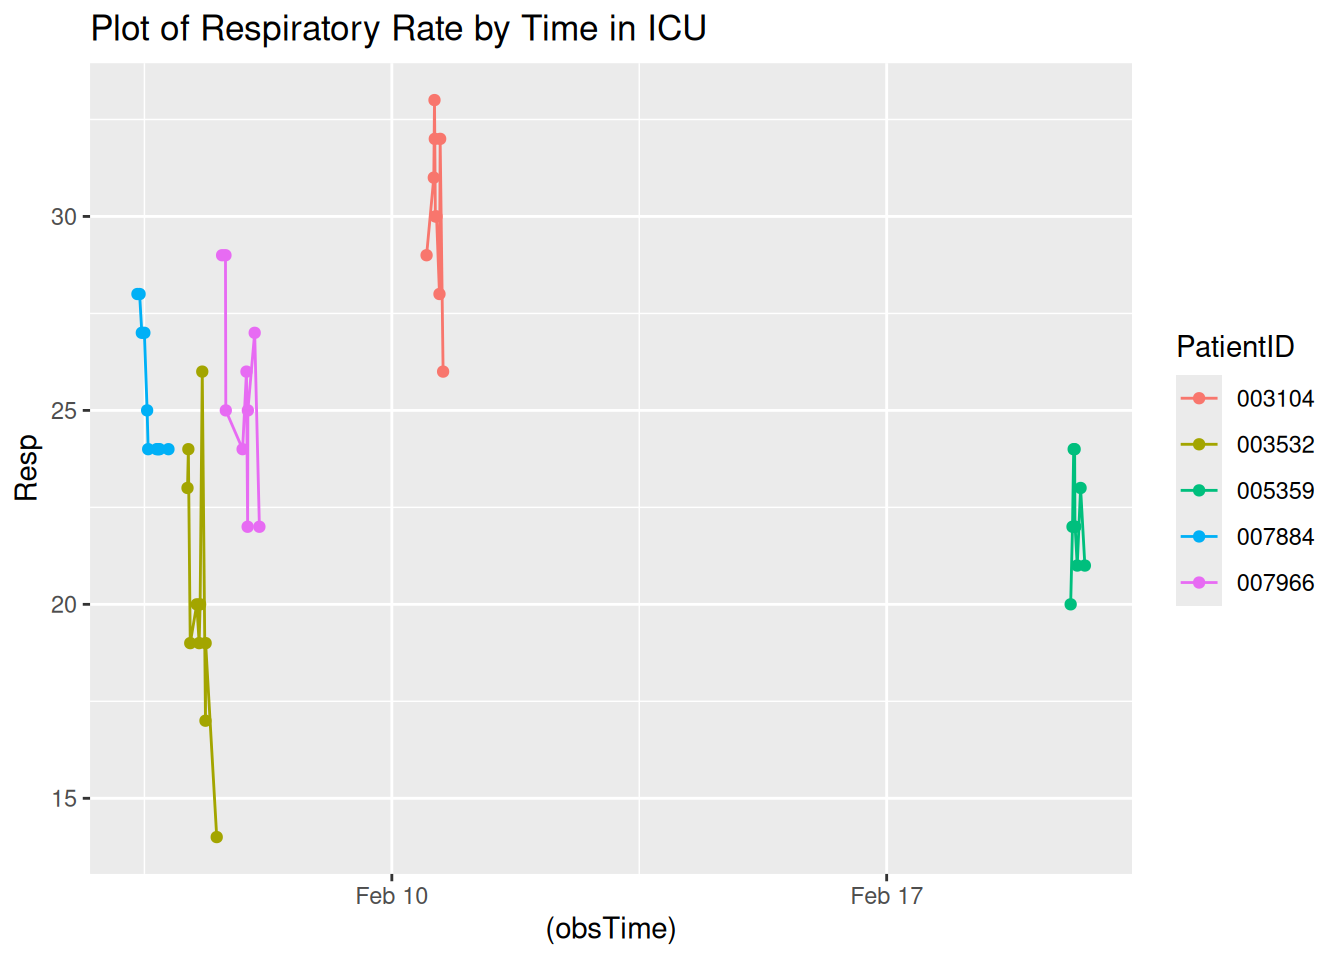 Plot of Respiratory Rate by Time in ICU
Resp
30
25
20
15
Feb 10
Feb 17
(obsTime)
PatientID
003104
003532
005359
007884
007966